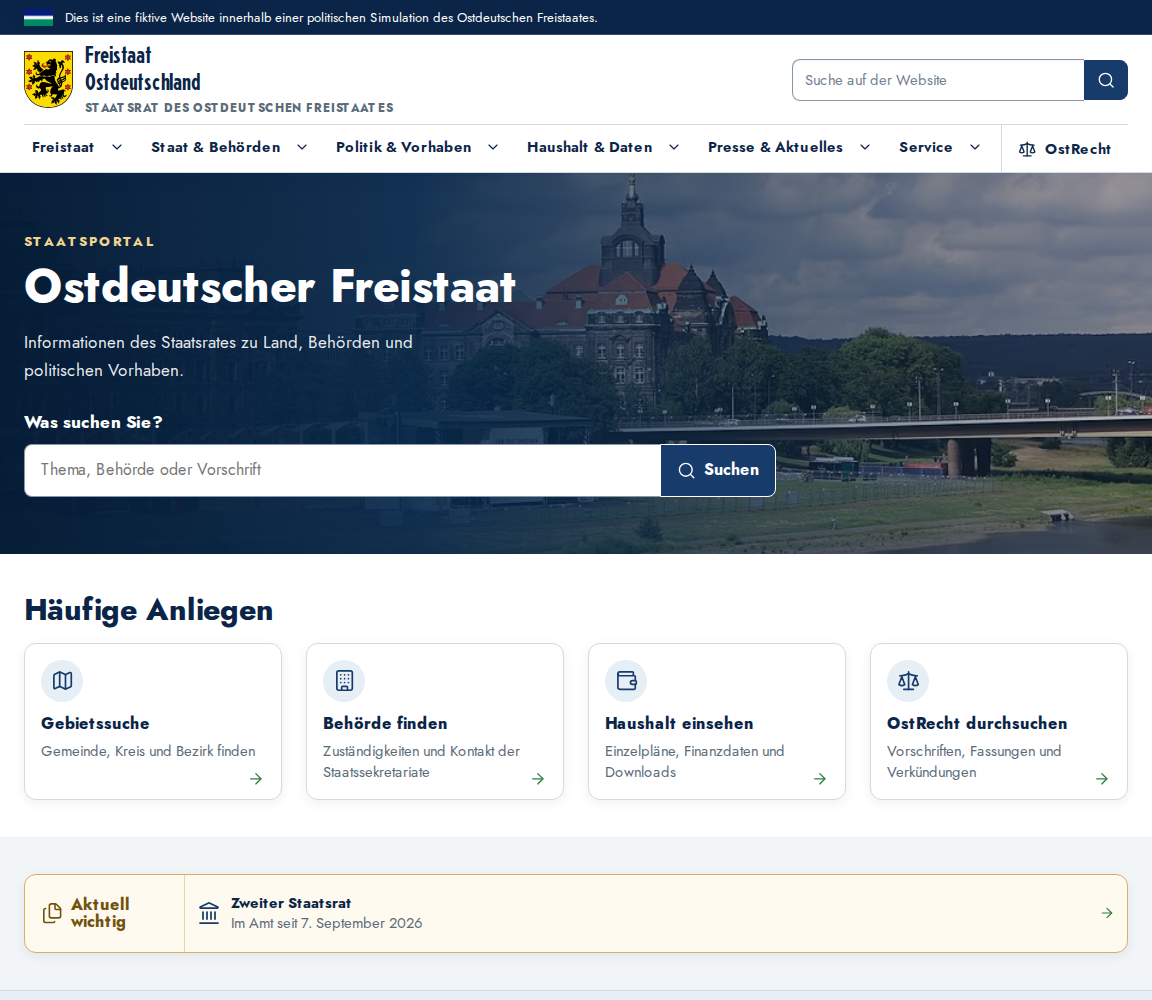 Dies ist eine fiktive Website innerhalb einer politischen Simulation des Ostdeutschen Freistaates.
Freistaat
Ostdeutschland
STAATSRAT DES OSTDEUTSCHEN FREISTAATES
Suche auf der Website
Freistaat
Staat & Behörden
Politik & Vorhaben
Haushalt & Daten
Presse & Aktuelles
Service
OstRecht
STAATSPORTAL
Ostdeutscher Freistaat
Informationen des Staatsrates zu Land, Behörden und
politischen Vorhaben.
Was suchen Sie?
Thema, Behörde oder Vorschrift
Suchen
Häufige Anliegen
Gebietssuche
Gemeinde, Kreis und Bezirk finden
Behörde finden
Zuständigkeiten und Kontakt der
Staatssekretariate
Haushalt einsehen
Einzelpläne, Finanzdaten und
Downloads
OstRecht durchsuchen
Vorschriften, Fassungen und
Verkündungen
Aktuell
wichtig
Zweiter Staatsrat
Im Amt seit 7. September 2026